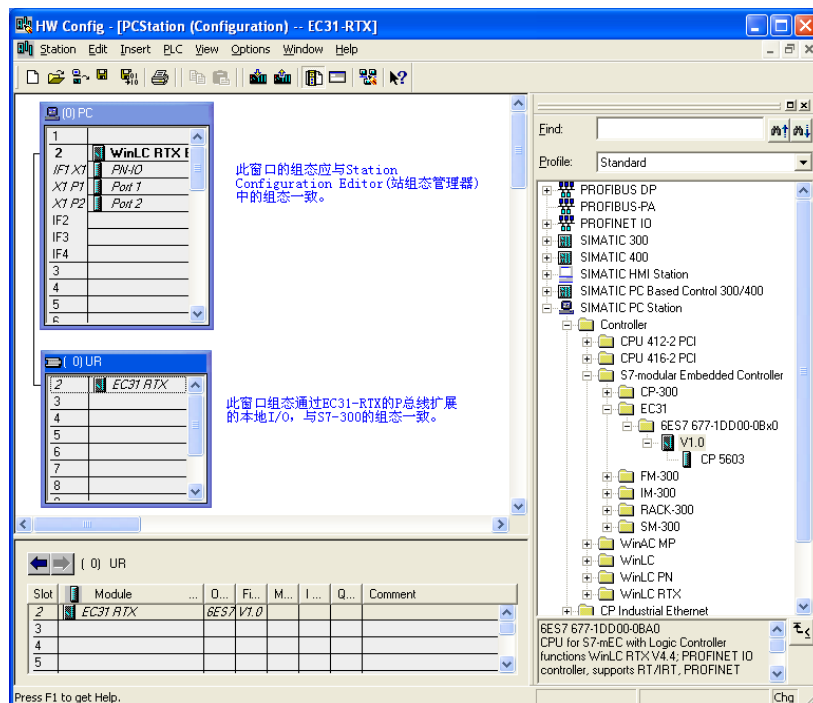 HW Config - [PCStation (Configuration) -- EC31-RTX]
Station Edit Insert PLC View Options Window Help
(0) PC
1
2 WinLC RTX E
IF1 X1 PN-IO
X1 P1 Port 1
X1 P2 Port 2
IF2
IF3
IF4
3
4
5
6
此窗口的组态应与Station
Configuration Editor(站组态管理器)
中的组态一致。
( 0) UR
2 EC31 RTX
3
4
5
6
7
8
9
此窗口组态通过EC31-RTX的P总线扩展
的本地I/O，与S7-300的组态一致。
Find:
Profile: Standard
PROFIBUS DP
PROFIBUS-PA
PROFINET IO
SIMATIC 300
SIMATIC 400
SIMATIC HMI Station
SIMATIC PC Based Control 300/400
SIMATIC PC Station
Controller
CPU 412-2 PCI
CPU 416-2 PCI
S7-modular Embedded Controller
CP-300
EC31
6ES7 677-1DD00-0Bx0
V1.0
CP 5603
FM-300
IM-300
RACK-300
SM-300
WinAC MP
WinLC
WinLC PN
WinLC RTX
CP Industrial Ethernet
( 0) UR
Slot Module ... O... Fi... M... I ... Q... Comment
2 EC31 RTX 6ES7 V1.0
3
4
5
6ES7 677-1DD00-0BA0
CPU for S7-mEC with Logic Controller
functions WinLC RTX V4.4; PROFINET IO
controller, supports RT/IRT, PROFINET
Press F1 to get Help.
Chg